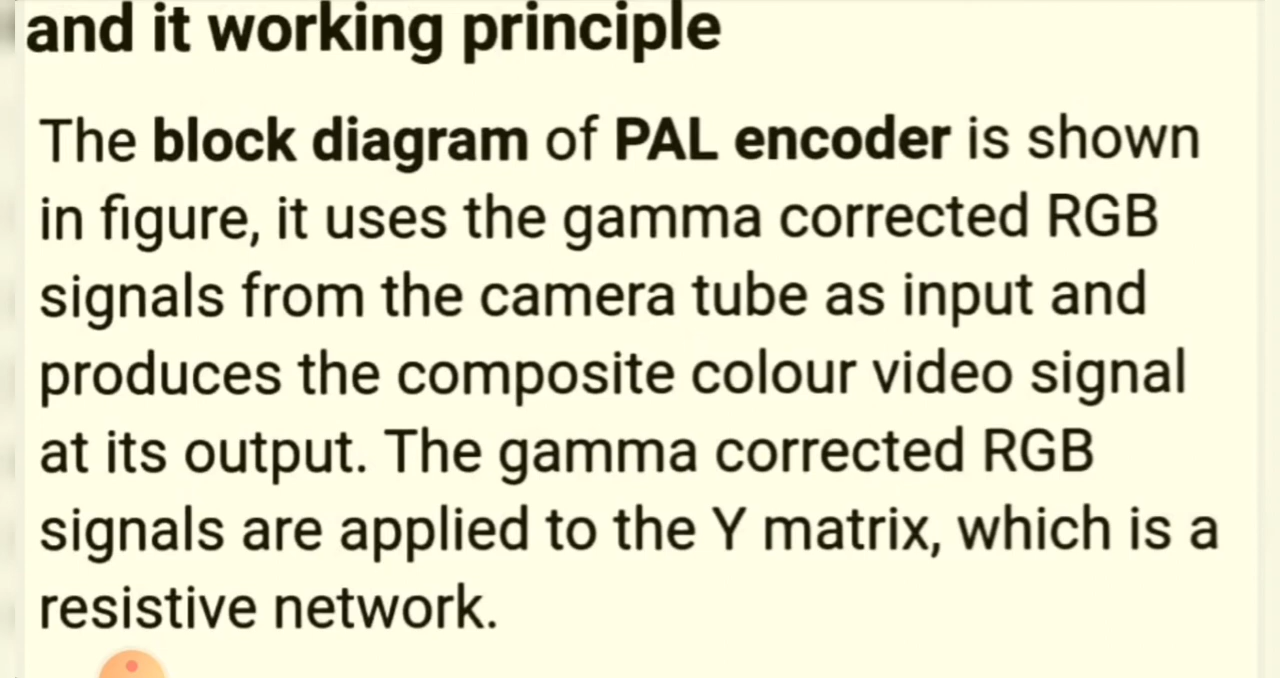 and it working principle
The block diagram of PAL encoder is shown
in figure, it uses the gamma corrected RGB
signals from the camera tube as input and
produces the composite colour video signal
at its output. The gamma corrected RGB
signals are applied to the Y matrix, which is a
resistive network.